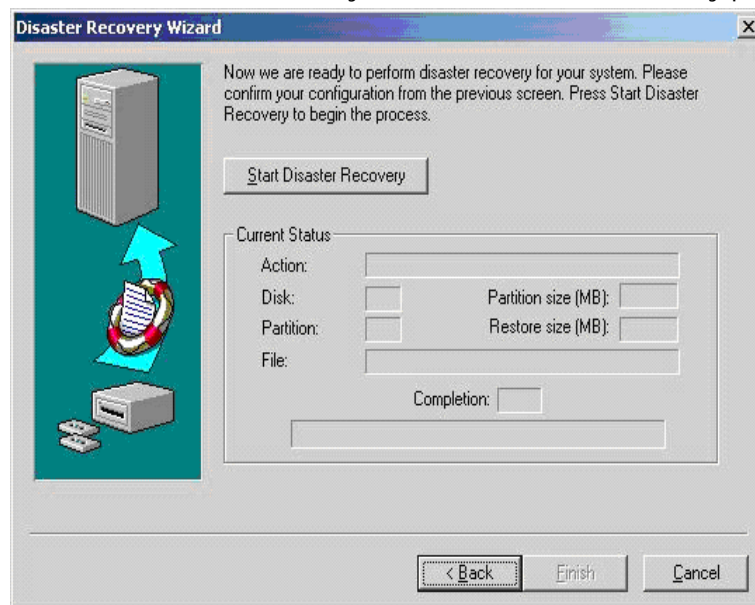 Disaster Recovery Wizard
Now we are ready to perform disaster recovery for your system. Please
confirm your configuration from the previous screen. Press Start Disaster
Recovery to begin the process.
Start Disaster Recovery
Current Status
Action:
Disk: Partition size (MB):
Partition: Restore size (MB):
File:
Completion:
< Back Finish Cancel